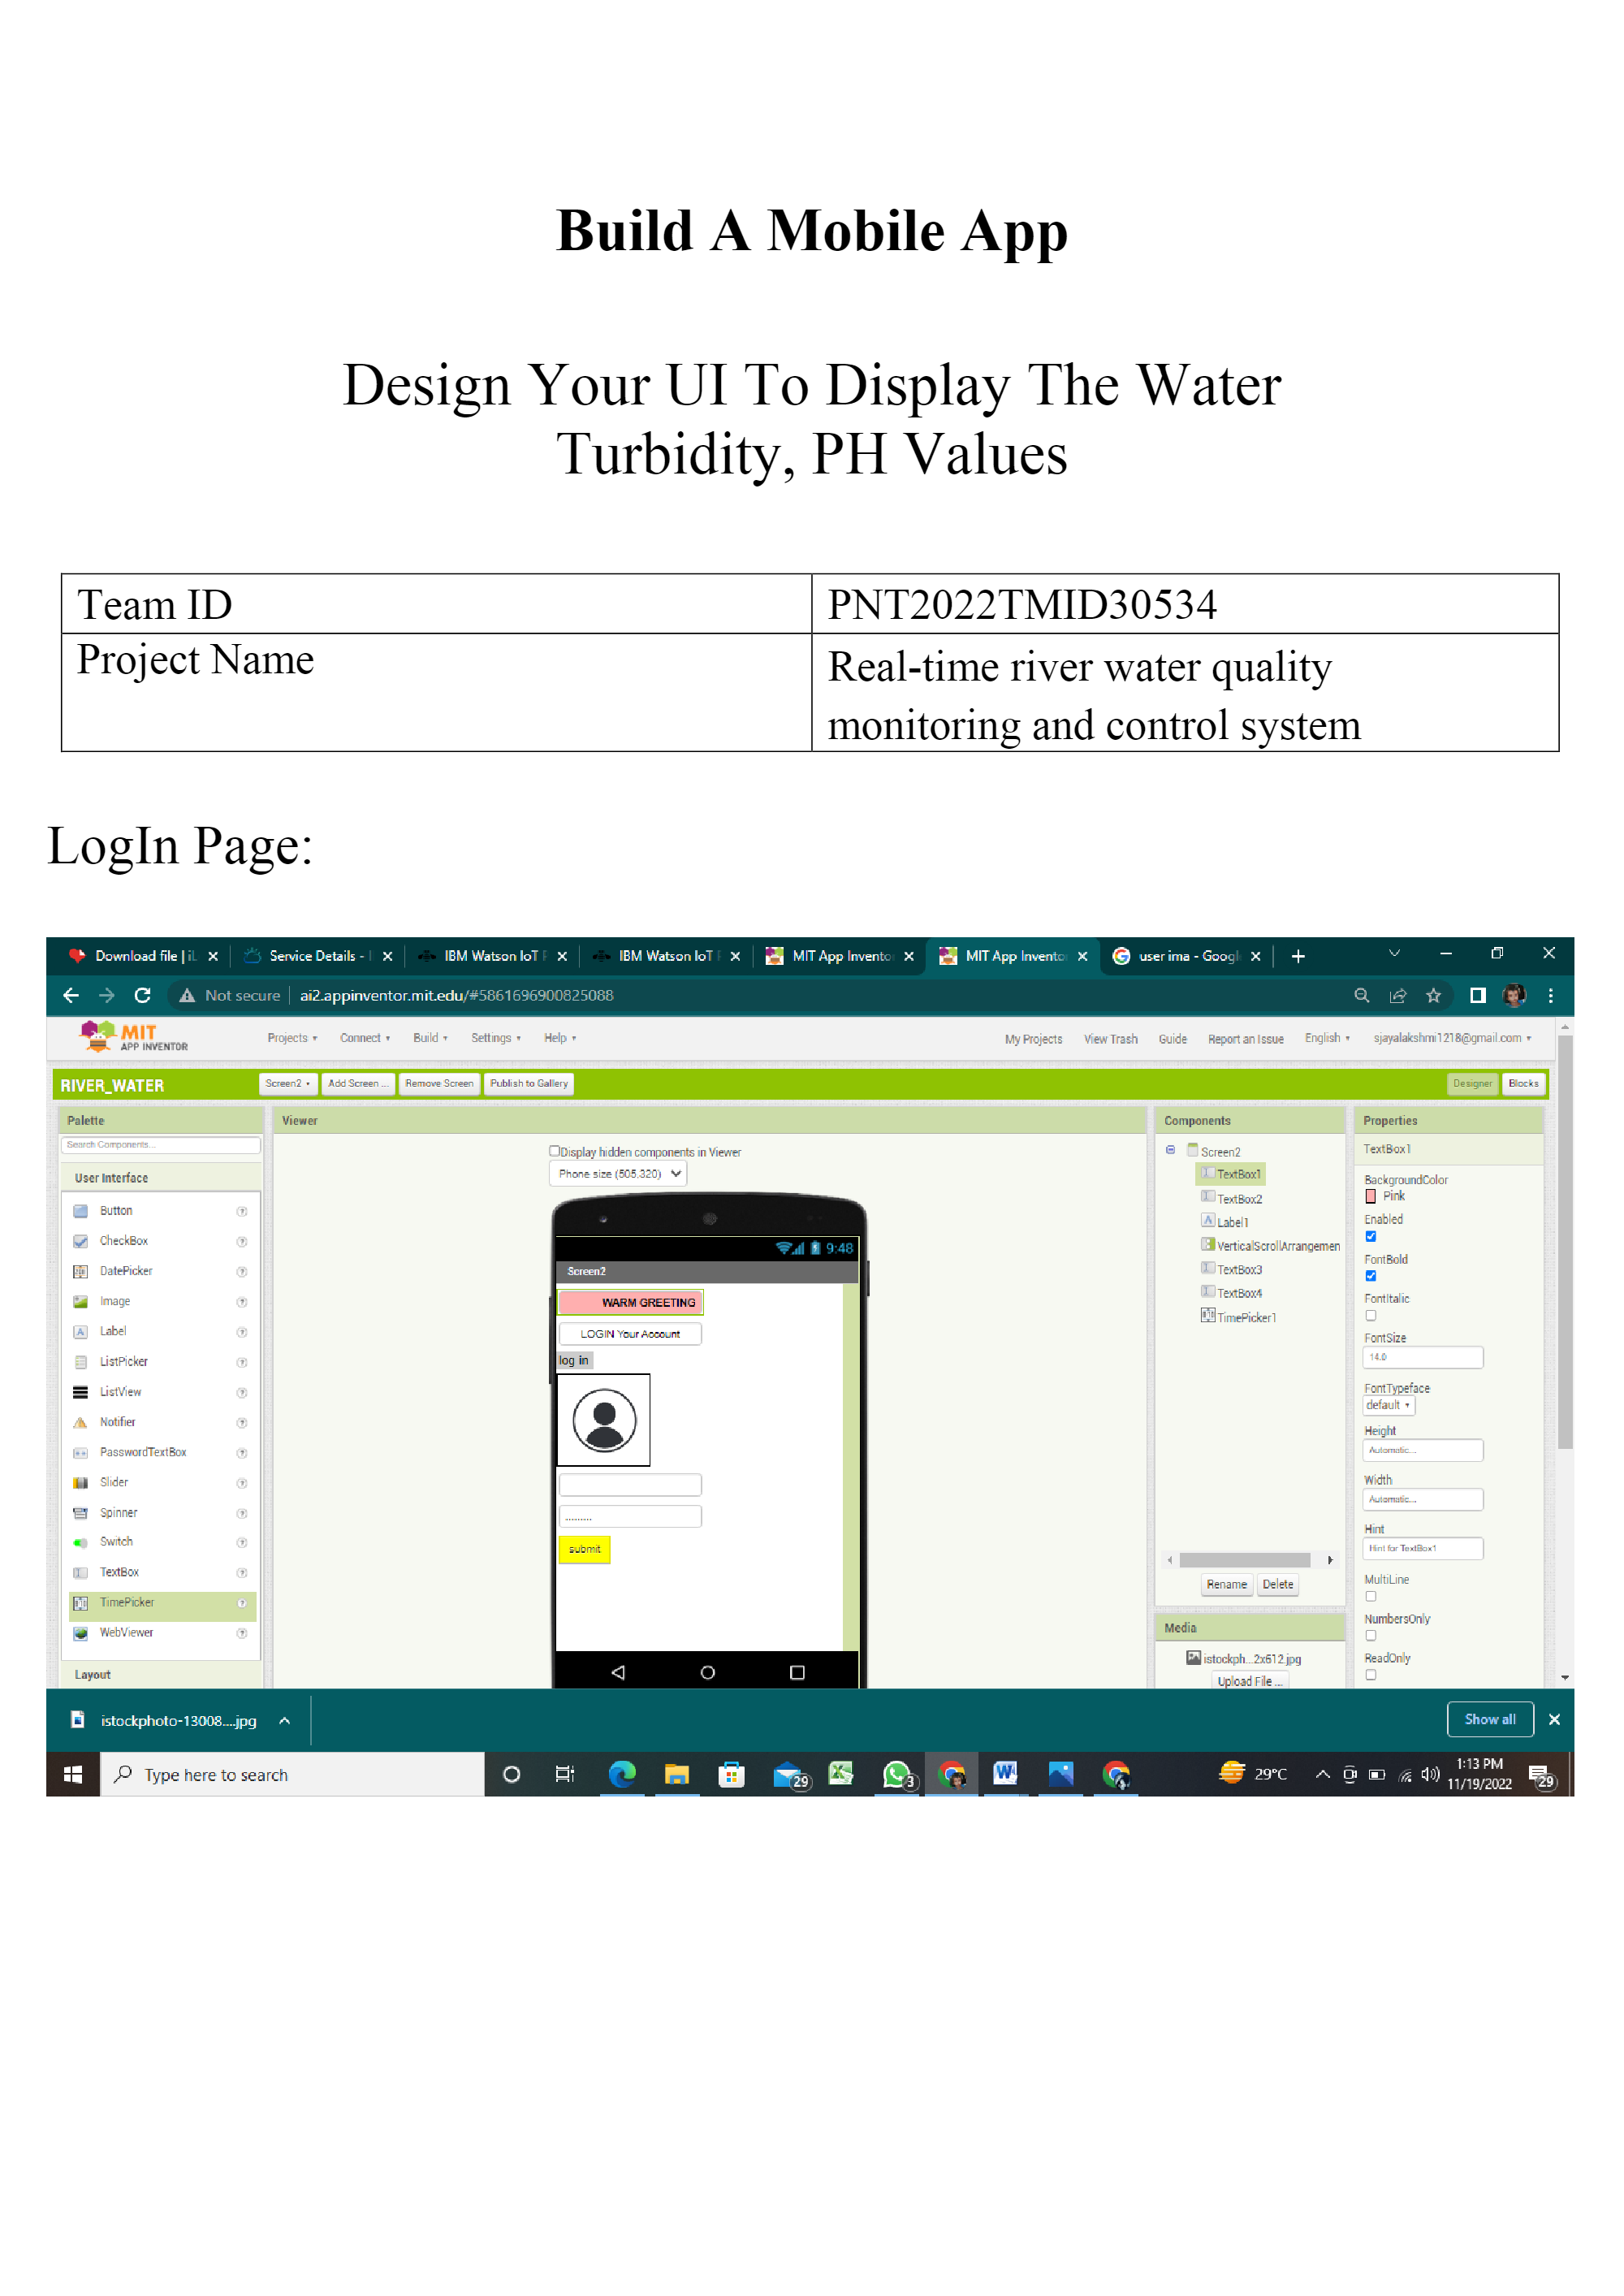 Build A Mobile App
Design Your UI To Display The Water
Turbidity, PH Values
Team ID PNT2022TMID30534
Project Name Real-time river water quality
monitoring and control system
LogIn Page:
Download file | iL Service Details - I IBM Watson IoT P IBM Watson IoT P MIT App Invento MIT App Invento user ima - Googl
Not secure ai2.appinventor.mit.edu/#5861696900825088
MIT
APP INVENTOR
Projects Connect Build Settings Help My Projects View Trash Guide Report an Issue English sjayalakshmi1218@gmail.com
RIVER_WATER Screen2 Add Screen ... Remove Screen Publish to Gallery Designer Blocks
Palette
Search Components...
User Interface
Button
CheckBox
DatePicker
Image
Label
ListPicker
ListView
Notifier
PasswordTextBox
Slider
Spinner
Switch
TextBox
TimePicker
WebViewer
Layout
Viewer
Display hidden components in Viewer
Phone size (505,320)
9:48
Screen2
WARM GREETING
LOGIN Your Account
log in
.........
submit
Components
Screen2
TextBox1
TextBox2
Label1
VerticalScrollArrangemen
TextBox3
TextBox4
TimePicker1
Rename Delete
Media
istockph...2x612.jpg
Upload File ...
Properties
TextBox1
BackgroundColor
Pink
Enabled
FontBold
FontItalic
FontSize
14.0
FontTypeface
default
Height
Automatic...
Width
Automatic...
Hint
Hint for TextBox1
MultiLine
NumbersOnly
ReadOnly
istockphoto-13008....jpg Show all
Type here to search 29 3 29°C 1:13 PM
11/19/2022 29